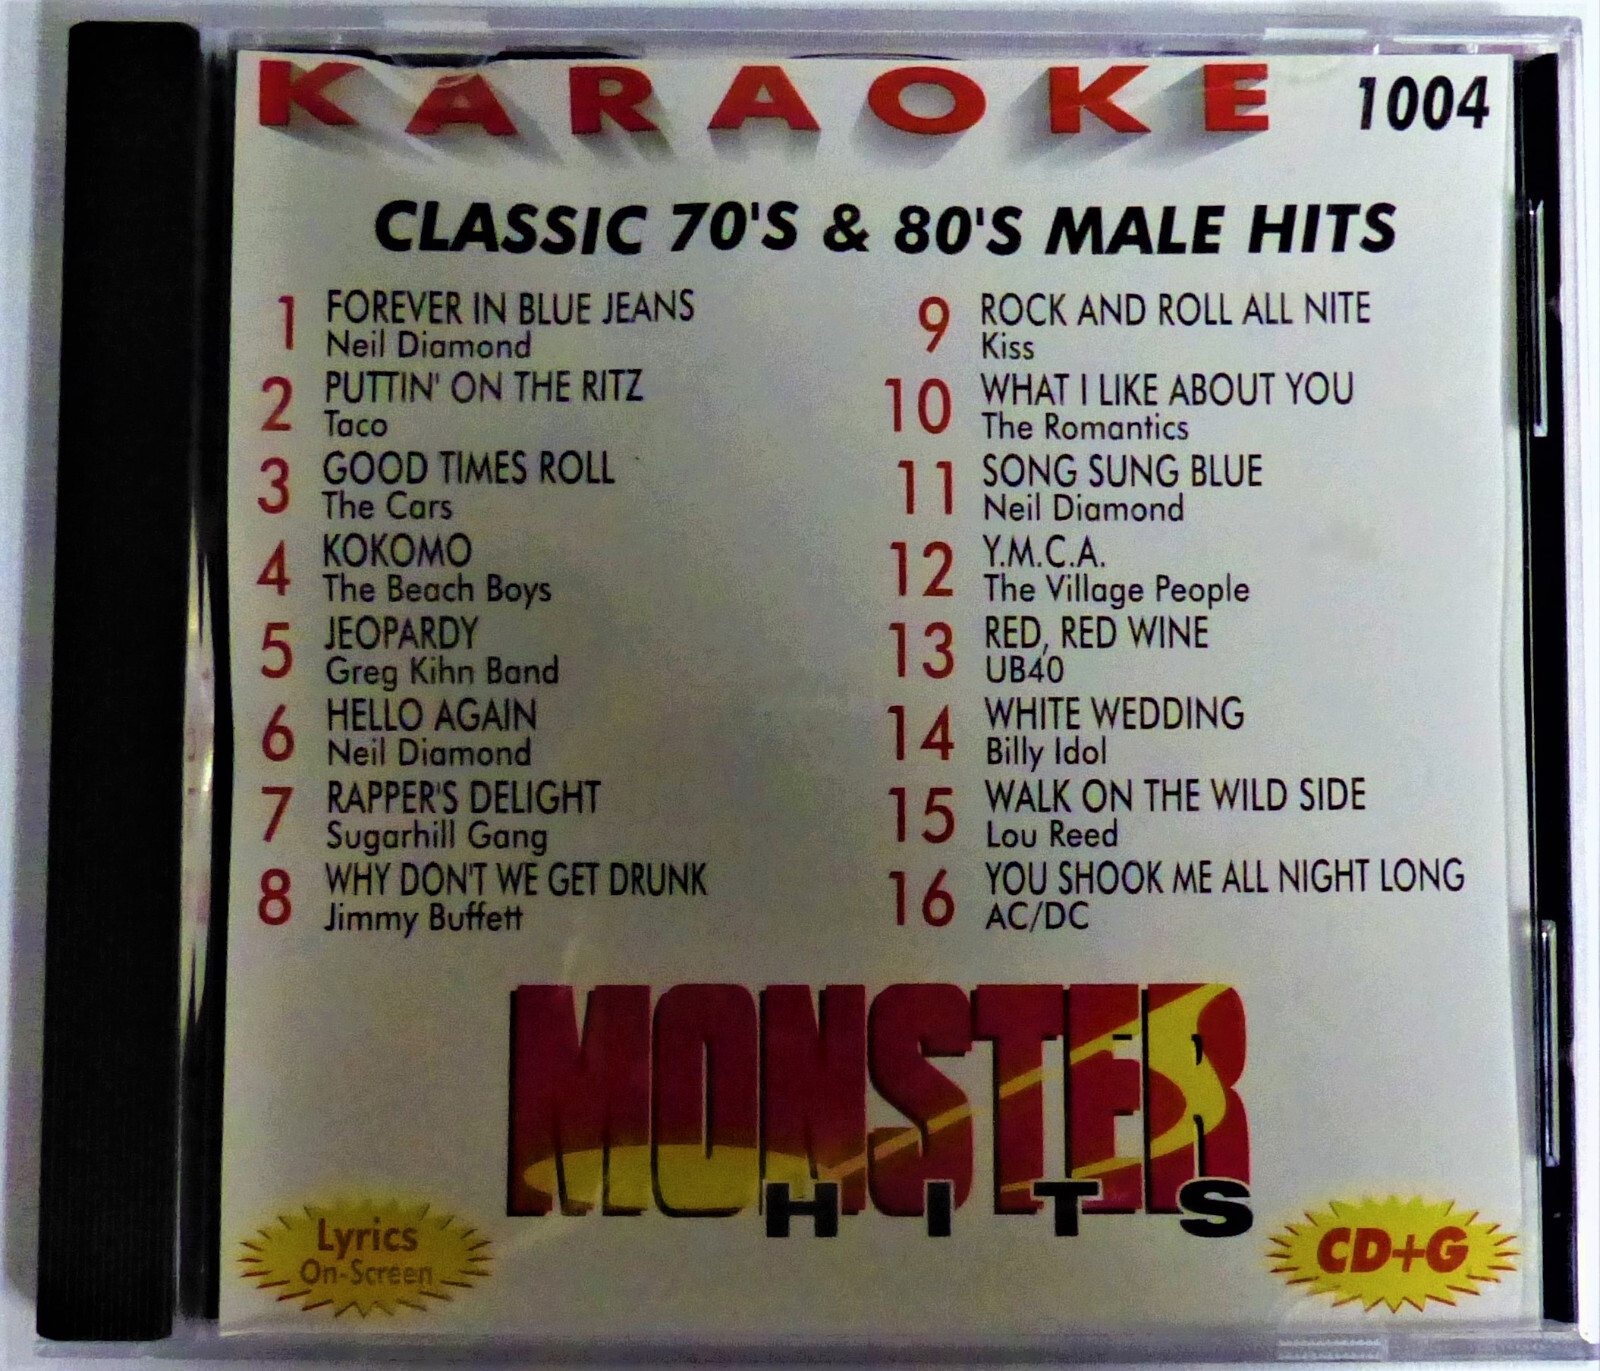 KARAOKE 1004
CLASSIC 70'S & 80'S MALE HITS
1 FOREVER IN BLUE JEANS
Neil Diamond
2 PUTTIN' ON THE RITZ
Taco
3 GOOD TIMES ROLL
The Cars
4 KOKOMO
The Beach Boys
5 JEOPARDY
Greg Kihn Band
6 HELLO AGAIN
Neil Diamond
7 RAPPER'S DELIGHT
Sugarhill Gang
8 WHY DON'T WE GET DRUNK
Jimmy Buffett
9 ROCK AND ROLL ALL NITE
Kiss
10 WHAT I LIKE ABOUT YOU
The Romantics
11 SONG SUNG BLUE
Neil Diamond
12 Y.M.C.A.
The Village People
13 RED, RED WINE
UB40
14 WHITE WEDDING
Billy Idol
15 WALK ON THE WILD SIDE
Lou Reed
16 YOU SHOOK ME ALL NIGHT LONG
AC/DC
MONSTER
HITS
Lyrics
On-Screen
CD+G